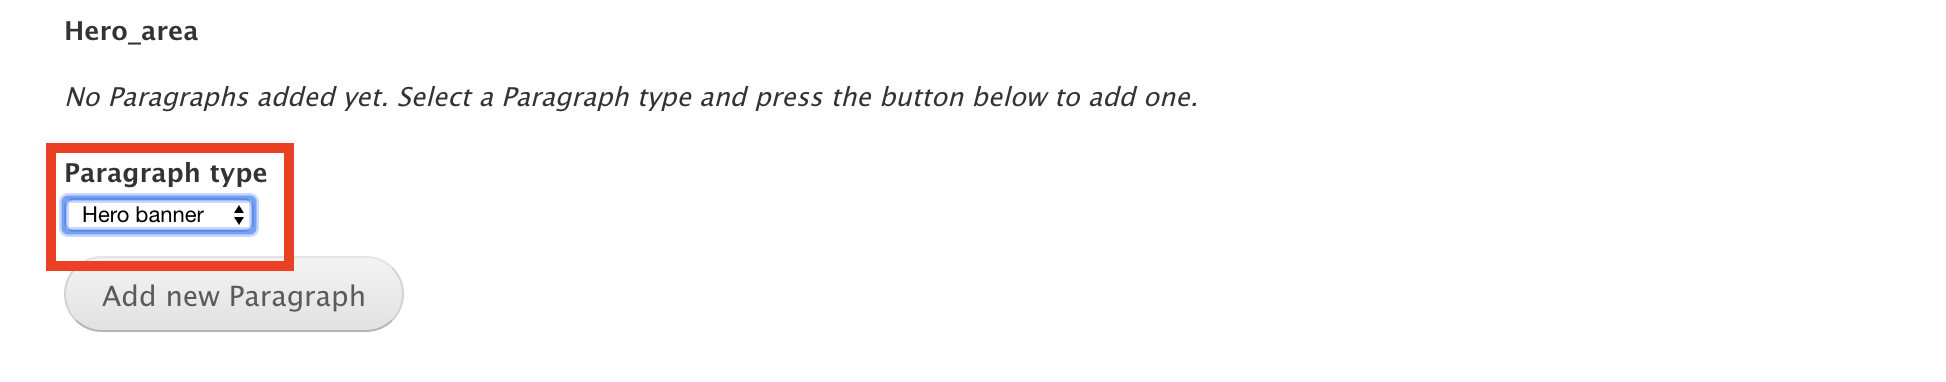 Hero_area
No Paragraphs added yet. Select a Paragraph type and press the button below to add one.
Paragraph type
Hero banner
Add new Paragraph